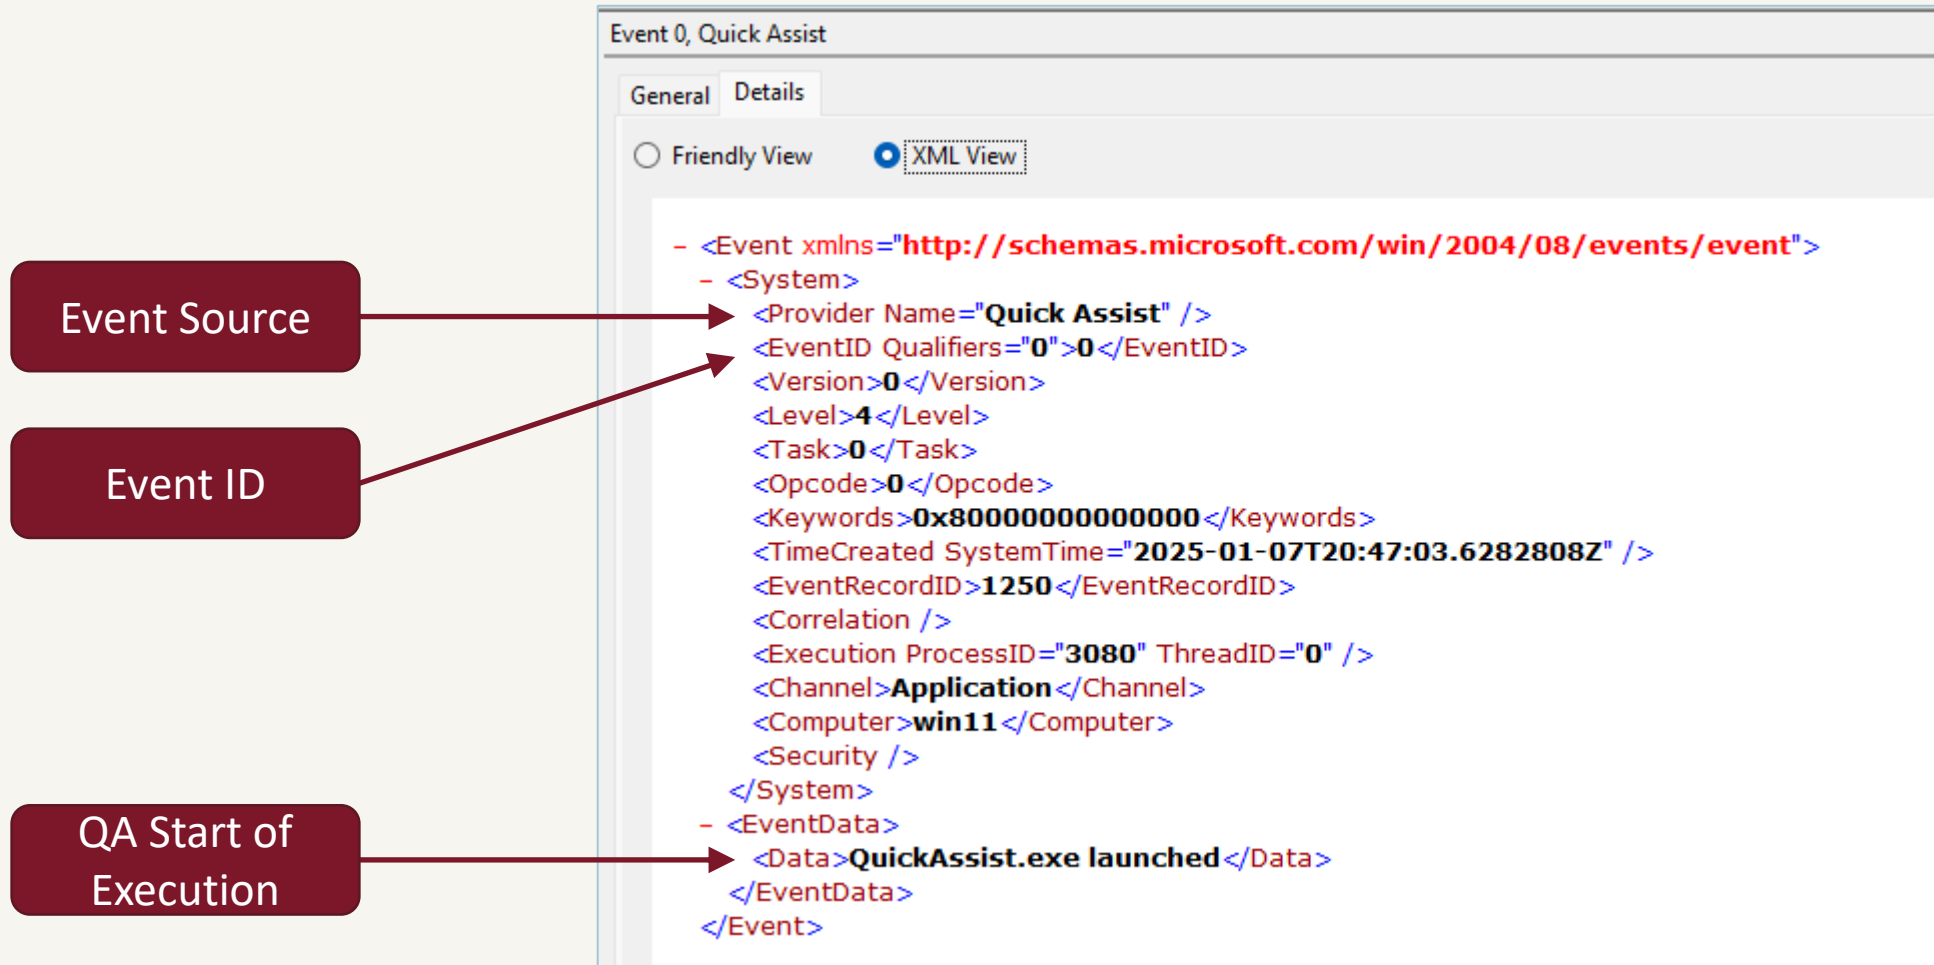 Event 0, Quick Assist
General Details
Friendly View XML View
- <Event xmlns="http://schemas.microsoft.com/win/2004/08/events/event">
- <System>
Event Source
<Provider Name="Quick Assist" />
<EventID Qualifiers="0">0</EventID>
<Version>0</Version>
<Level>4</Level>
<Task>0</Task>
Event ID
<Opcode>0</Opcode>
<Keywords>0x80000000000000</Keywords>
<TimeCreated SystemTime="2025-01-07T20:47:03.6282808Z" />
<EventRecordID>1250</EventRecordID>
<Correlation />
<Execution ProcessID="3080" ThreadID="0" />
<Channel>Application</Channel>
<Computer>win11</Computer>
<Security />
</System>
- <EventData>
QA Start of
Execution
<Data>QuickAssist.exe launched</Data>
</EventData>
</Event>